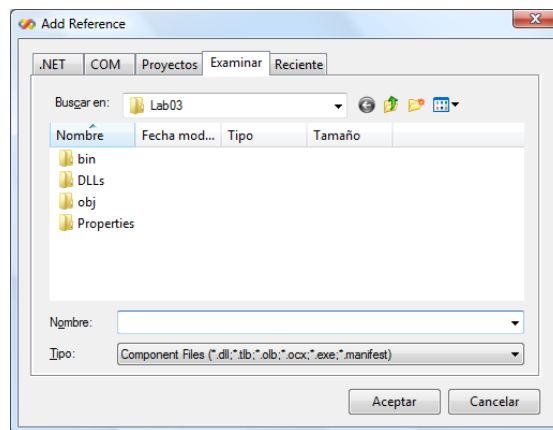 Add Reference
.NET COM Proyectos Examinar Reciente
Buscar en: Lab03
Nombre Fecha mod... Tipo Tamaño
bin
DLLs
obj
Properties
Nombre:
Tipo: Component Files (*.dll;*.tlb;*.olb;*.ocx;*.exe;*.manifest)
Aceptar Cancelar